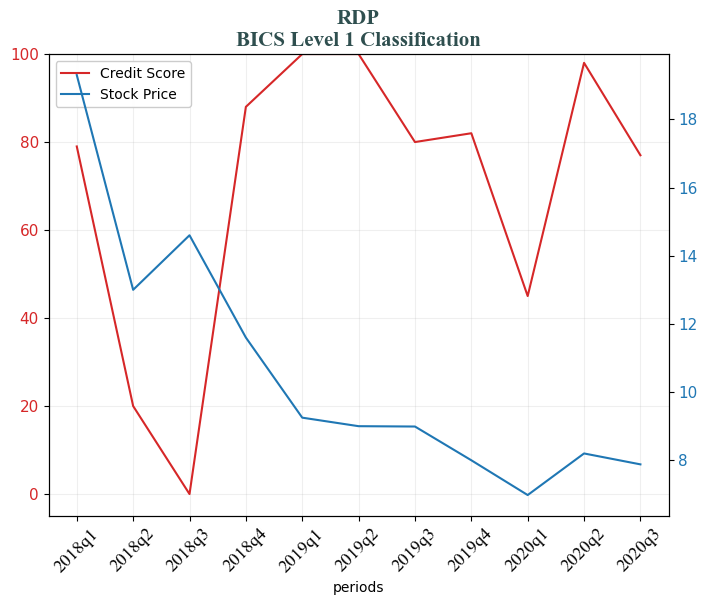 RDP
BICS Level 1 Classification
Credit Score
Stock Price
100
80
60
40
20
0
18
16
14
12
10
8
2018q1
2018q2
2018q3
2018q4
2019q1
2019q2
2019q3
2019q4
2020q1
2020q2
2020q3
periods